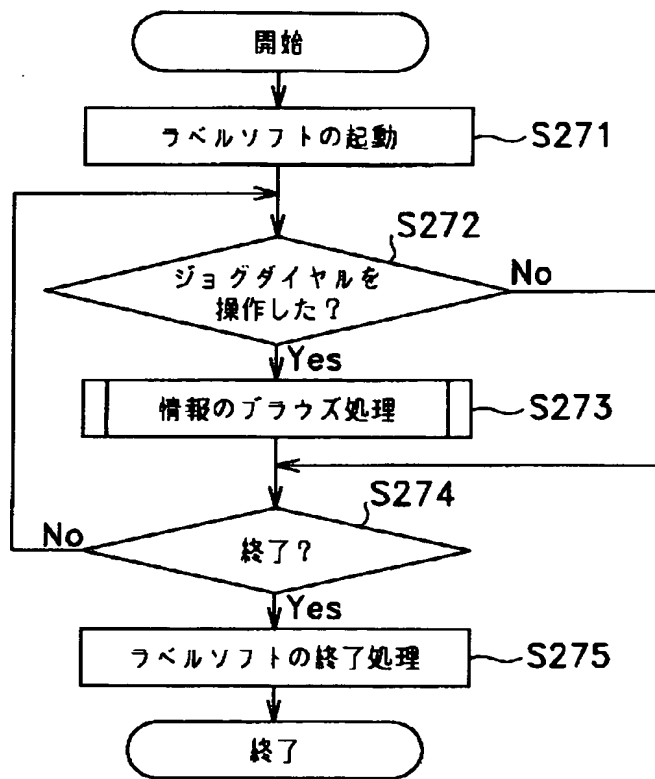 開始
ラベルソフトの起動
S271
S272
ジョグダイヤルを
操作した?
No
Yes
情報のブラウズ処理
S273
S274
No
終了?
Yes
ラベルソフトの終了処理
S275
終了